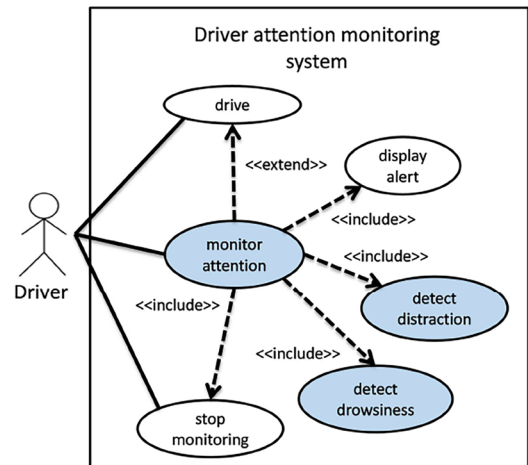 Driver attention monitoring
system
drive
<<extend>>
display
alert
<<include>>
monitor
attention
<<include>>
Driver
<<include>>
detect
distraction
<<include>>
detect
drowsiness
stop
monitoring